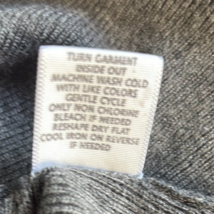 TURN GARMENT
INSIDE OUT
MACHINE WASH COLD
WITH LIKE COLORS
GENTLE CYCLE
ONLY NON CHLORINE
BLEACH IF NEEDED
RESHAPE DRY FLAT
COOL IRON ON REVERSE
IF NEEDED